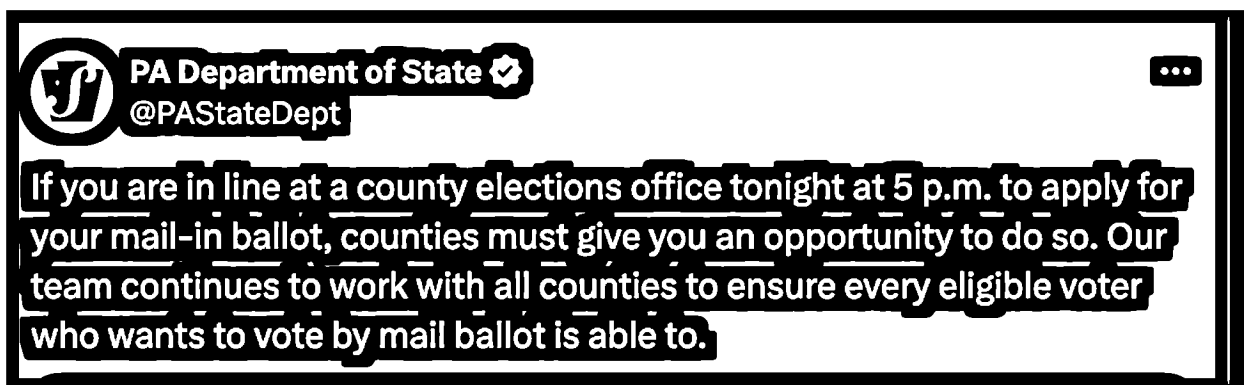 PA Department of State
@PAStateDept
If you are in line at a county elections office tonight at 5 p.m. to apply for
your mail-in ballot, counties must give you an opportunity to do so. Our
team continues to work with all counties to ensure every eligible voter
who wants to vote by mail ballot is able to.